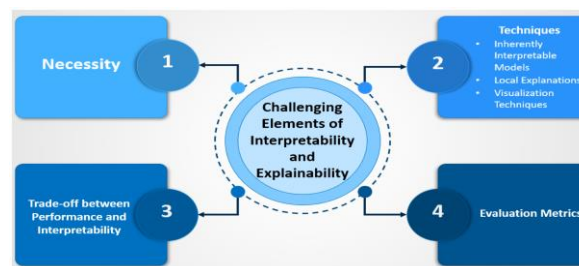 Necessity
1
Techniques
• Inherently
Interpretable
Models
• Local Explanations
• Visualization
Techniques
2
Challenging
Elements of
Interpretability
and
Explainability
Trade-off between
Performance and
Interpretability
3
4
Evaluation Metrics